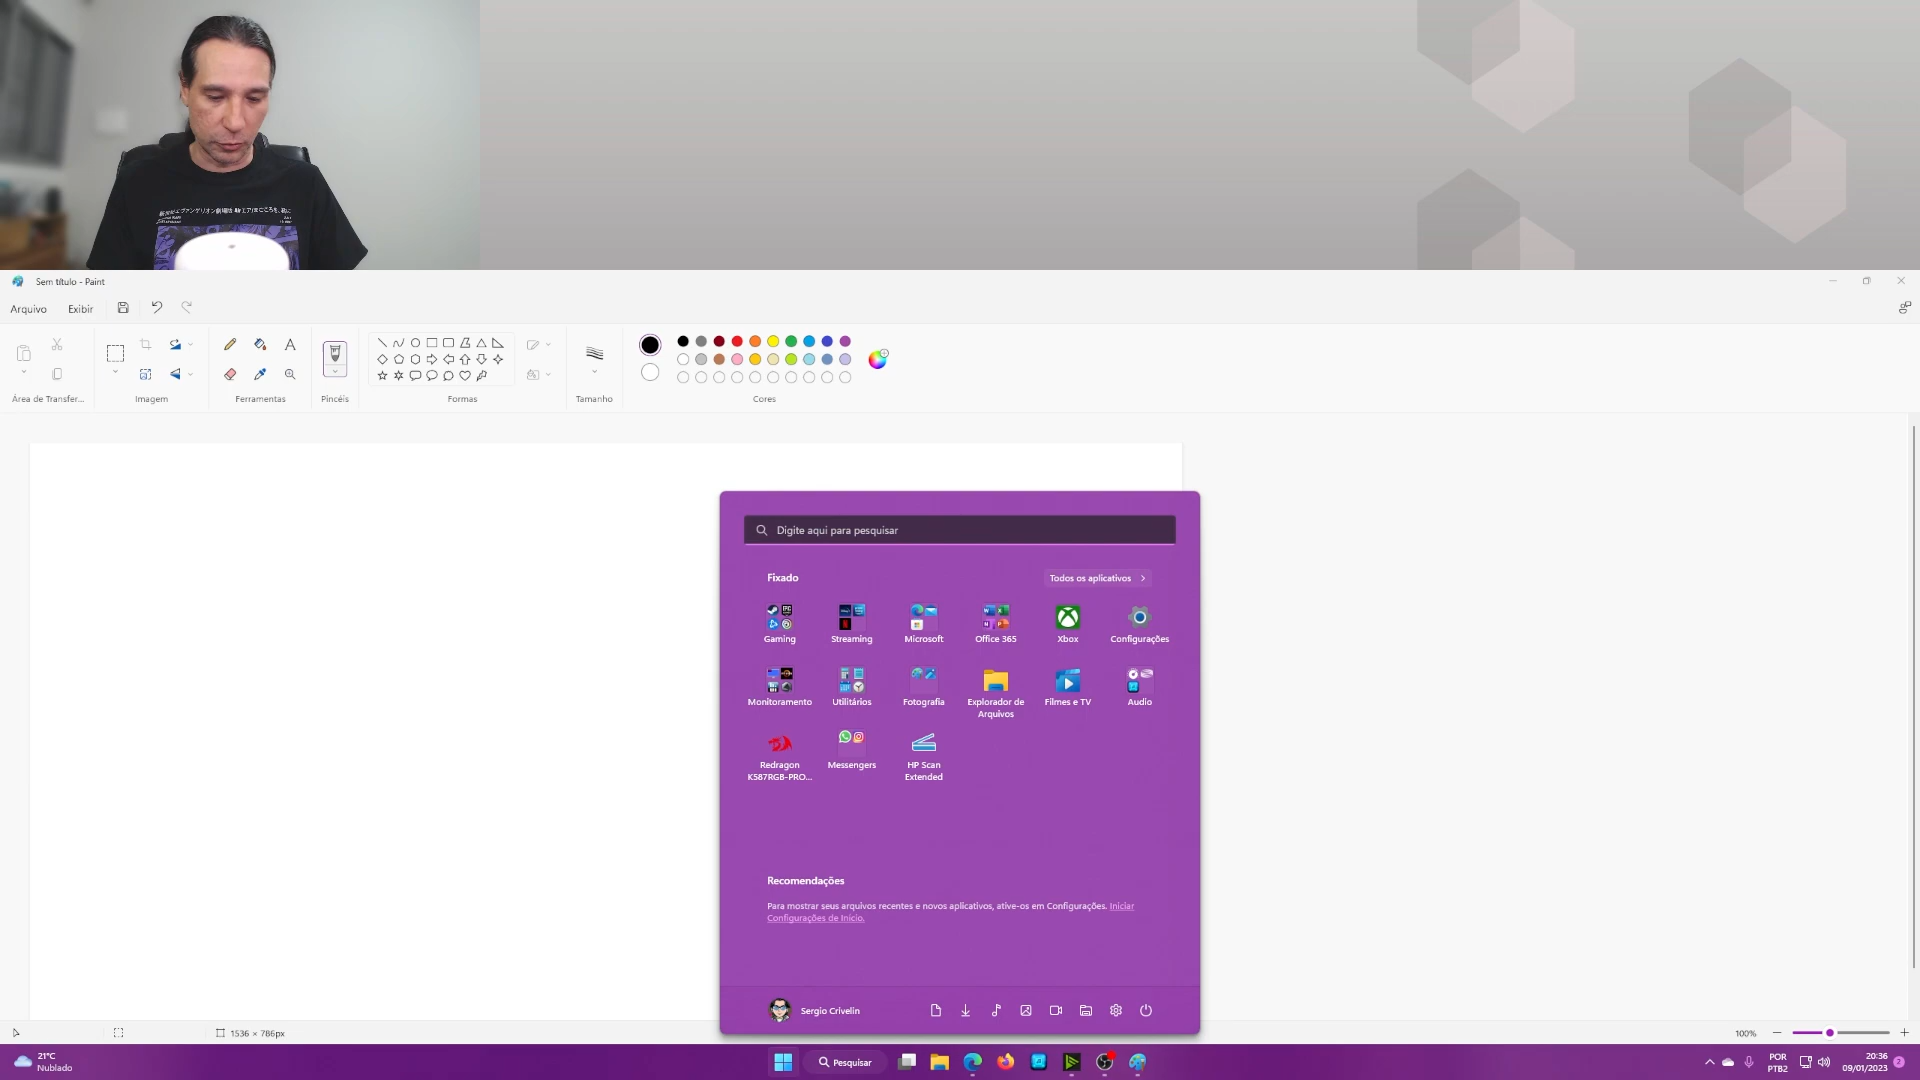 Sem título - Paint
Arquivo
Exibir
Área de Transfer...
Imagem
Ferramentas
Pincéis
Formas
Tamanho
Cores
Digite aqui para pesquisar
Fixado
Todos os aplicativos
Gaming
Streaming
Microsoft
Office 365
Xbox
Configurações
Monitoramento
Utilitários
Fotografia
Explorador de
Arquivos
Filmes e TV
Audio
Redragon
K587RGB-PRO...
Messengers
HP Scan
Extended
Recomendações
Para mostrar seus arquivos recentes e novos aplicativos, ative-os em Configurações. Iniciar
Configurações de Início.
Sergio Crivelin
1536 × 786px
100%
21°C
Nublado
Pesquisar
POR
PTB2
20:36
09/01/2023
2